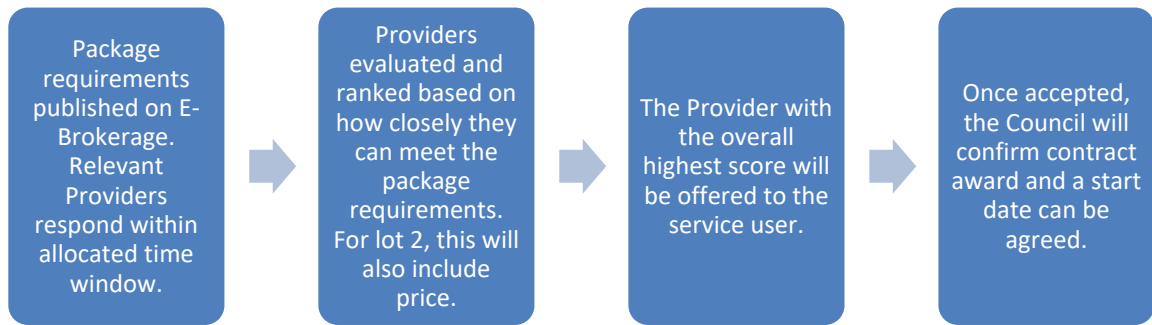 Package
requirements
published on E-
Brokerage.
Relevant
Providers
respond within
allocated time
window.
Providers
evaluated and
ranked based on
how closely they
can meet the
package
requirements.
For lot 2, this will
also include
price.
The Provider with
the overall
highest score will
be offered to the
service user.
Once accepted,
the Council will
confirm contract
award and a start
date can be
agreed.